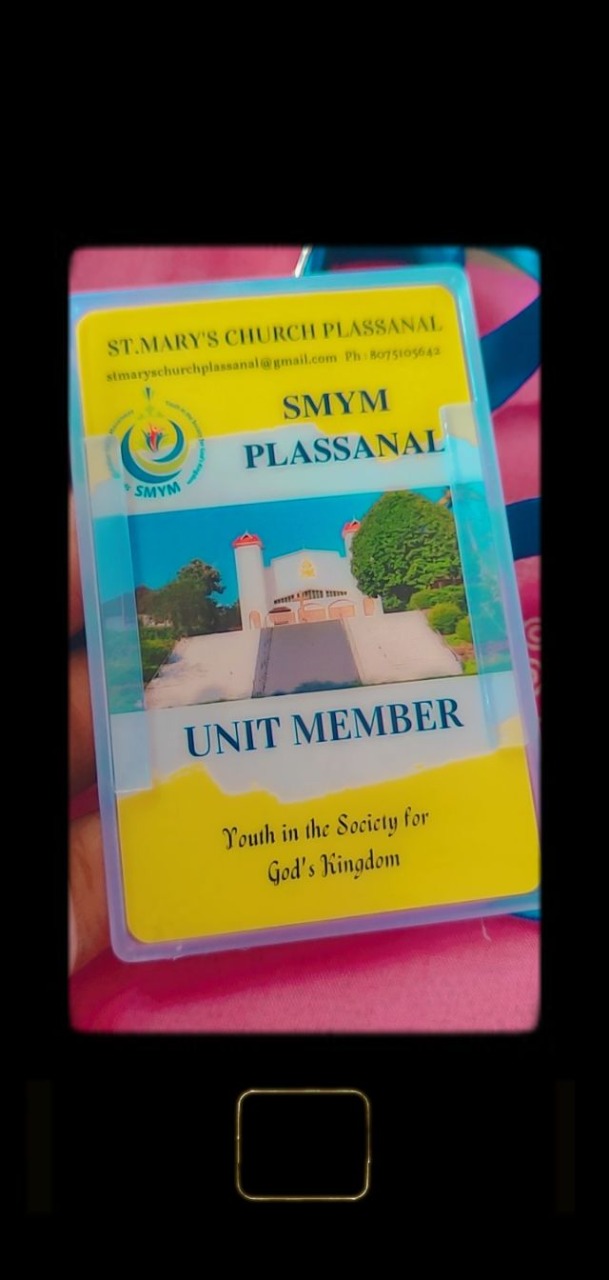 ST.MARY'S CHURCH PLASSANAL
stmaryschurchplassanal@gmail.com Ph : 8075105642
SMYM
PLASSANAL
SMYM
UNIT MEMBER
Youth in the Society for
God's Kingdom